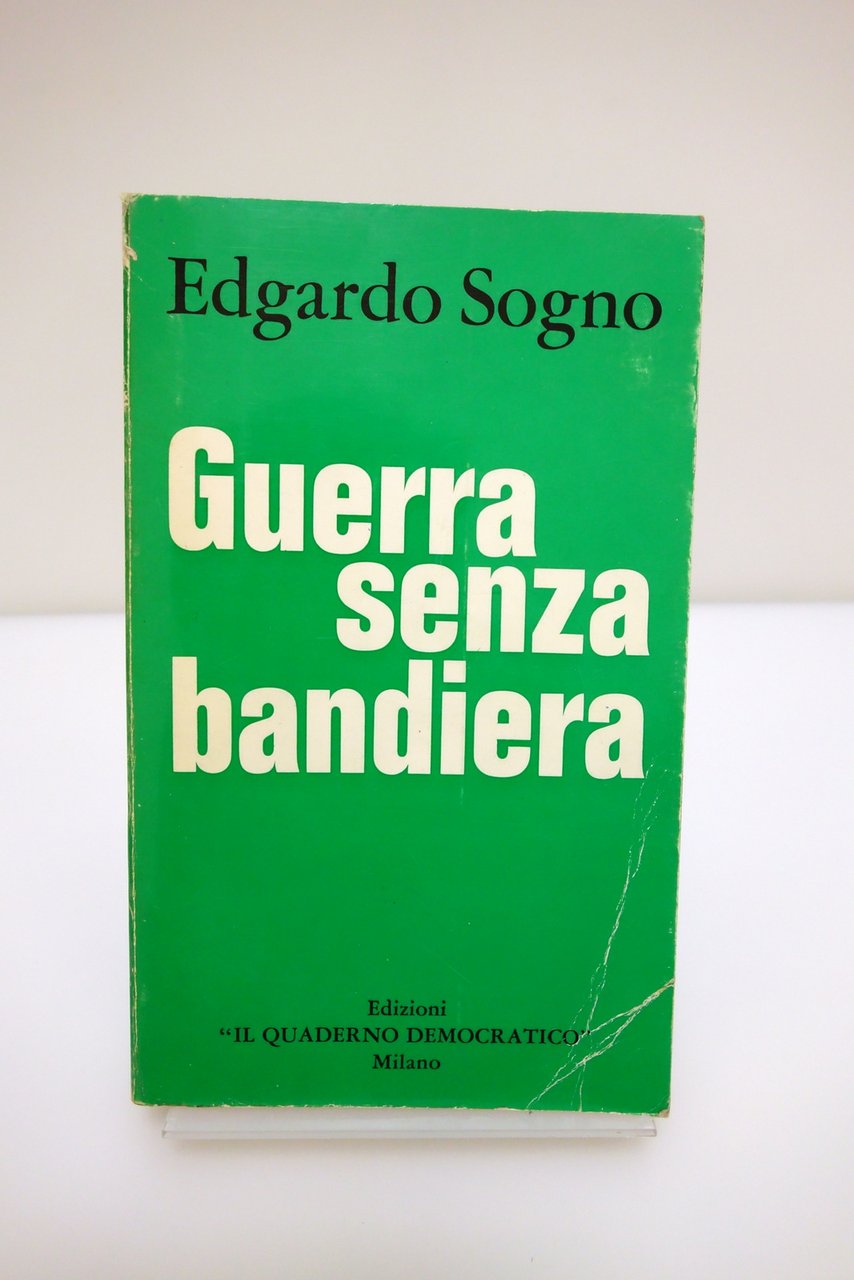 Edgardo Sogno
Guerra
senza
bandiera
Edizioni
“IL QUADERNO DEMOCRATICO”
Milano